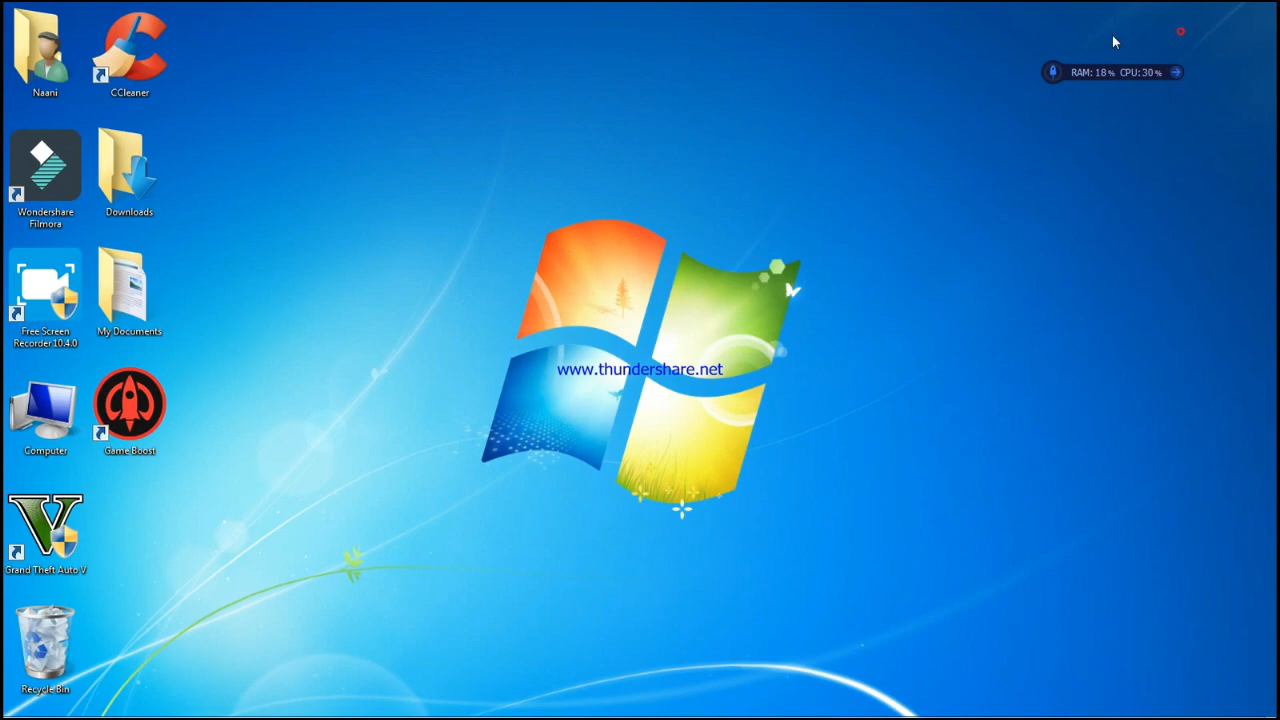 Naani
CCleaner
RAM: 18% CPU: 30%
Wondershare
Filmora
Downloads
Free Screen
Recorder 10.4.0
My Documents
www.thundershare.net
Computer
Game Boost
Grand Theft Auto V
Recycle Bin